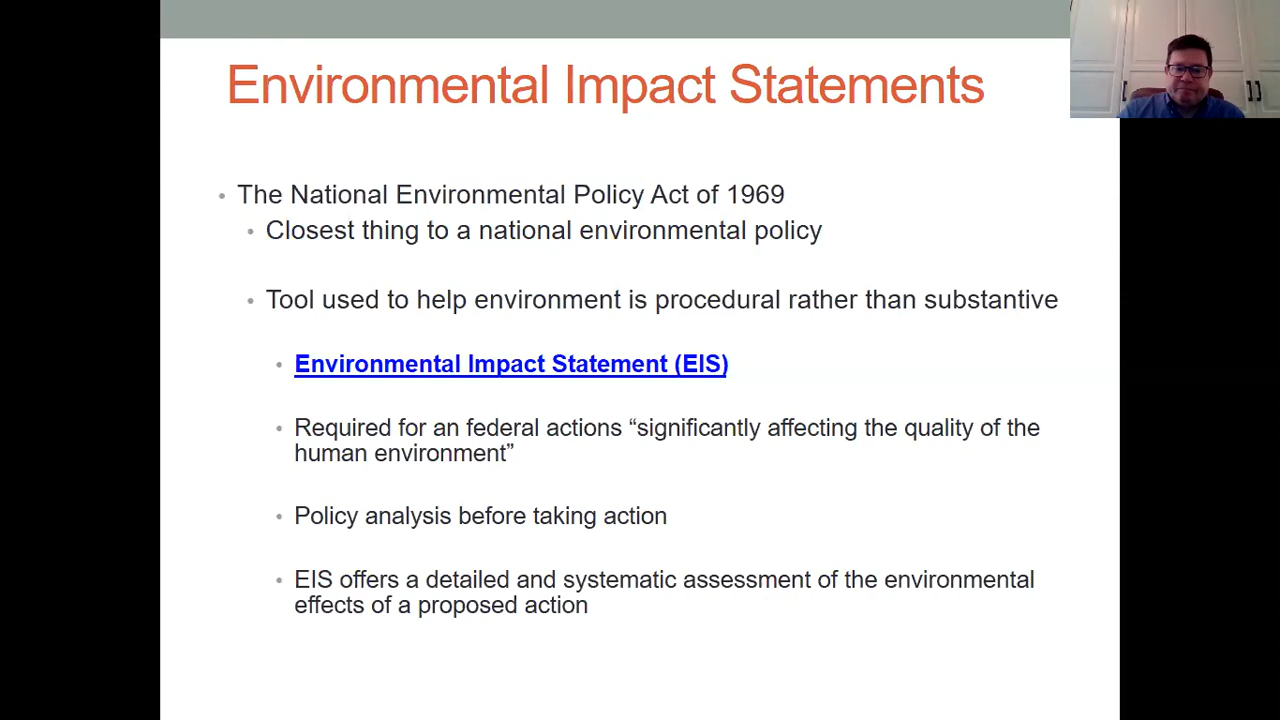 Environmental Impact Statements
• The National Environmental Policy Act of 1969
• Closest thing to a national environmental policy
• Tool used to help environment is procedural rather than substantive
• Environmental Impact Statement (EIS)
• Required for an federal actions “significantly affecting the quality of the
human environment”
• Policy analysis before taking action
• EIS offers a detailed and systematic assessment of the environmental
effects of a proposed action